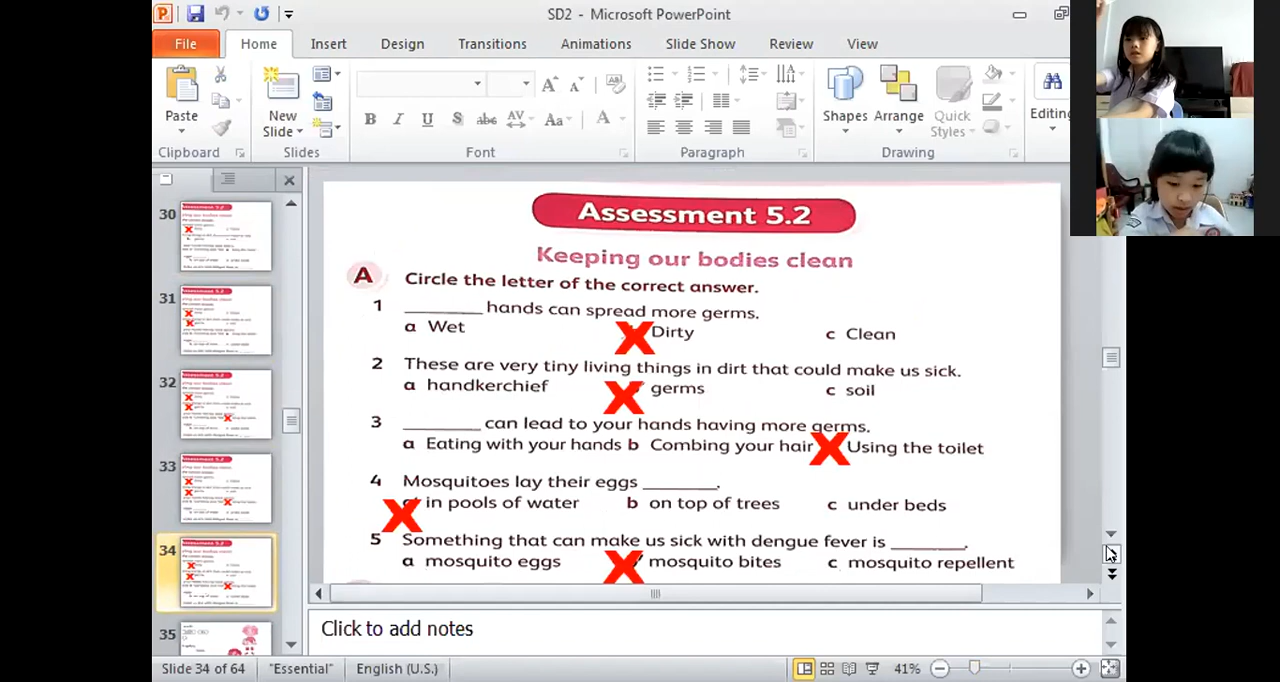 SD2 - Microsoft PowerPoint
File Home Insert Design Transitions Animations Slide Show Review View
Paste
New
Slide
Shapes Arrange Quick
Styles
Editing
Clipboard Slides Font Paragraph Drawing
30
31
32
33
34
35
Assessment 5.2
Keeping our bodies clean
A Circle the letter of the correct answer.
1 ________ hands can spread more germs.
a Wet Dirty c Clean
2 These are very tiny living things in dirt that could make us sick.
a handkerchief germs c soil
3 ________ can lead to your hands having more germs.
a Eating with your hands b Combing your hair Using the toilet
4 Mosquitoes lay their eggs ________.
in pools of water b on top of trees c under beds
5 Something that can make us sick with dengue fever is ________.
a mosquito eggs mosquito bites c mosquito repellent
Click to add notes
Slide 34 of 64 "Essential" English (U.S.) 41%